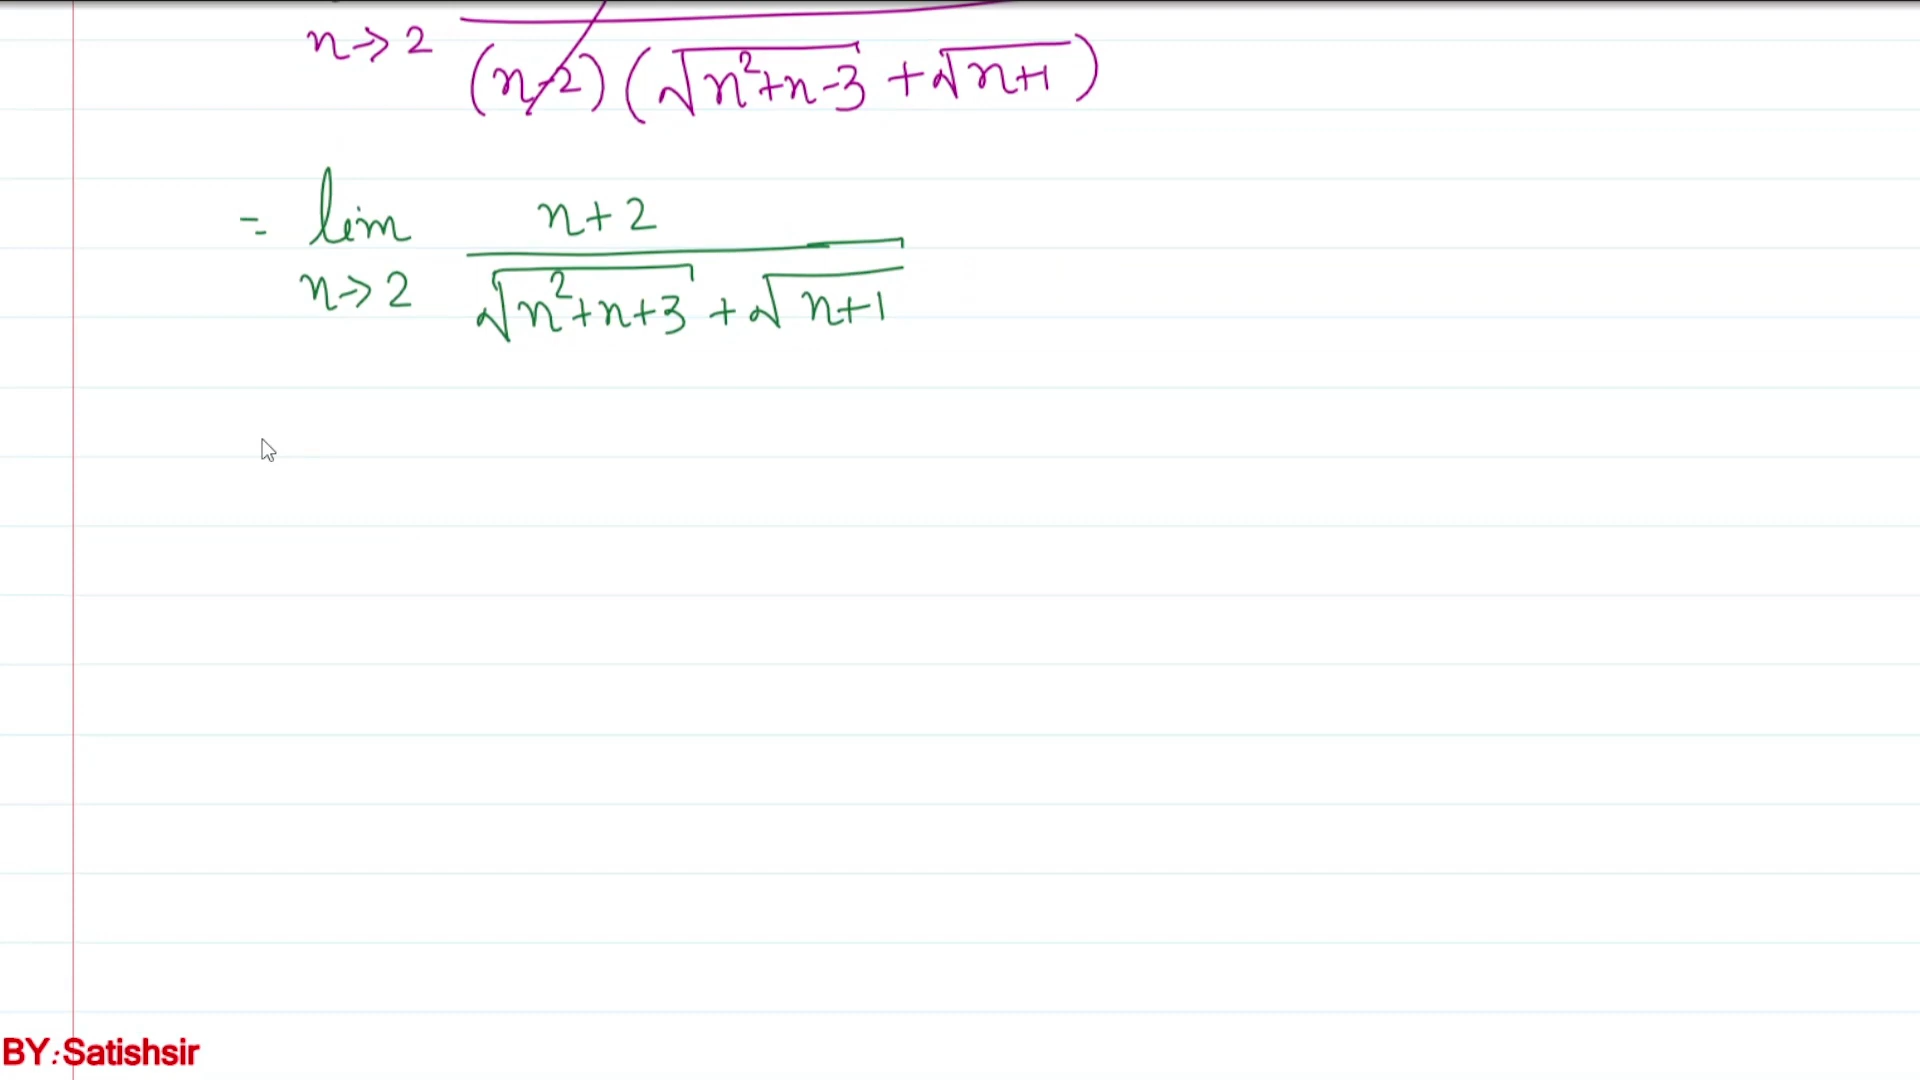 n→2 (n-2)(√(n²+n-3) + √(n+1))
= lim n+2
n→2 √(n²+n+3) + √(n+1)
BY:Satishsir